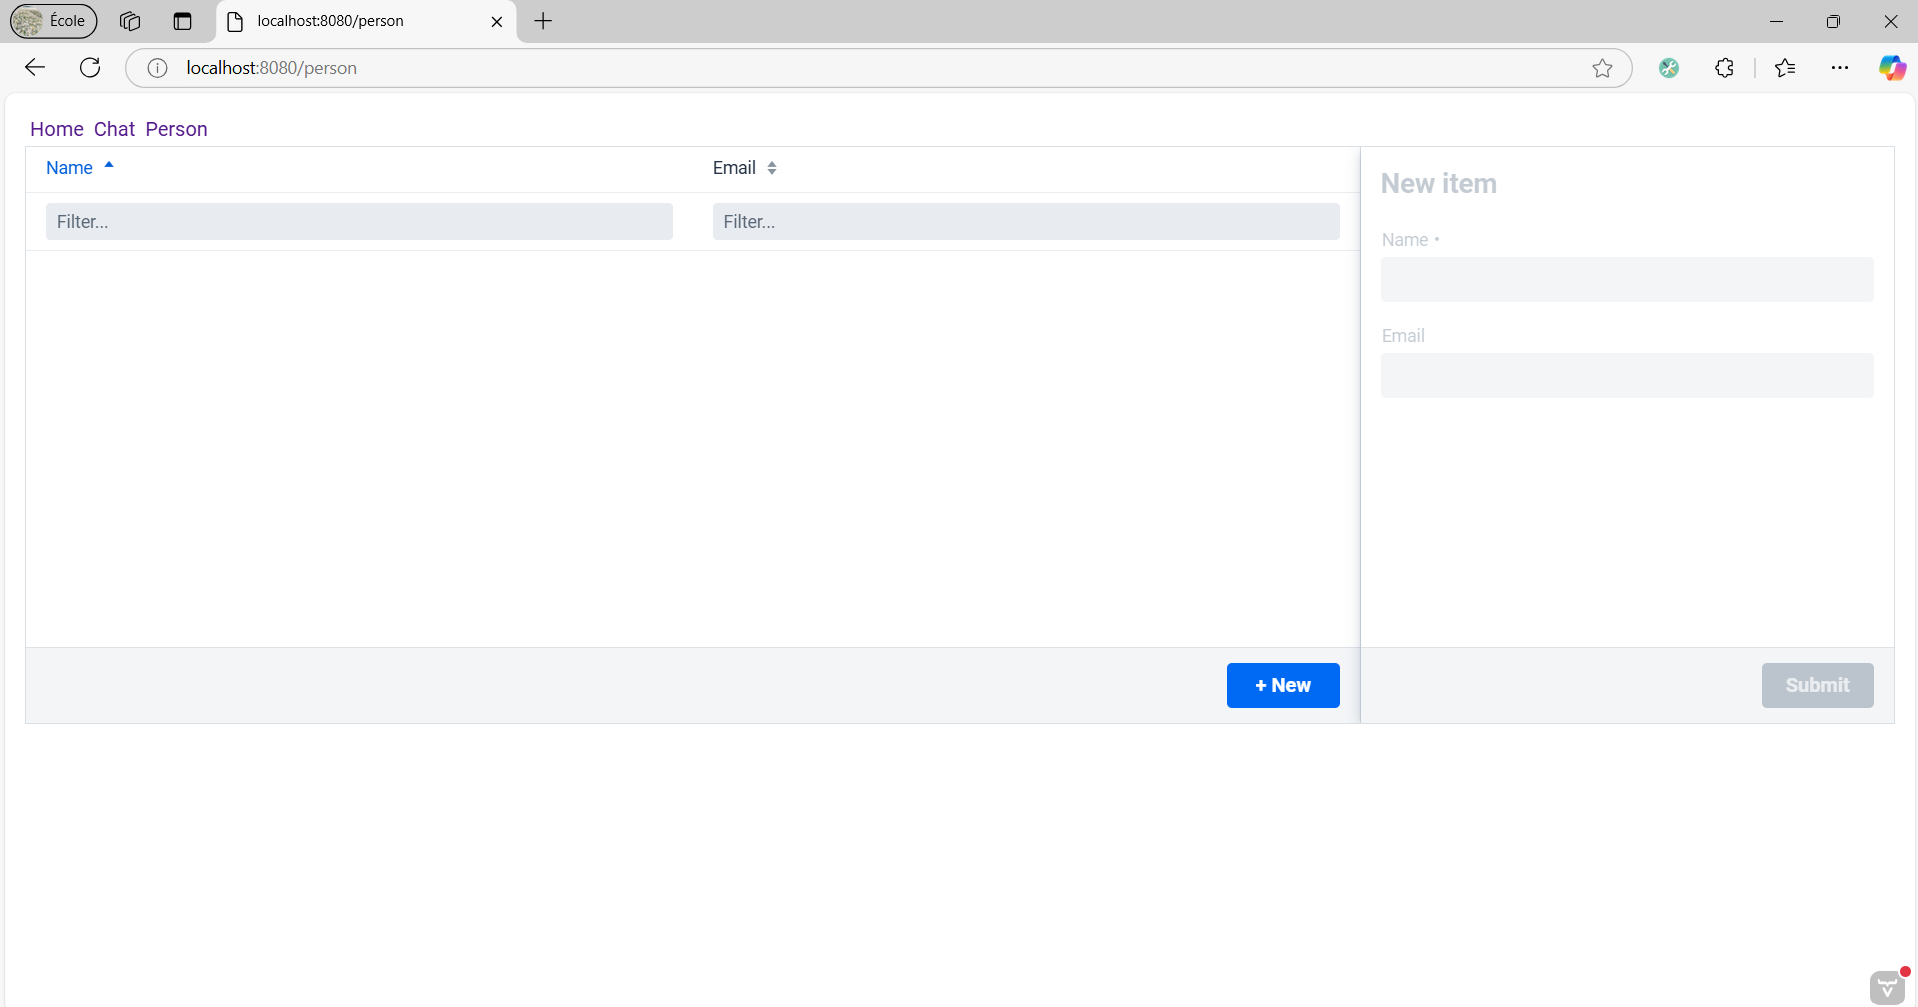 École
localhost:8080/person
localhost:8080/person
Home Chat Person
Name
Email
Filter...
Filter...
+ New
New item
Name •
Email
Submit